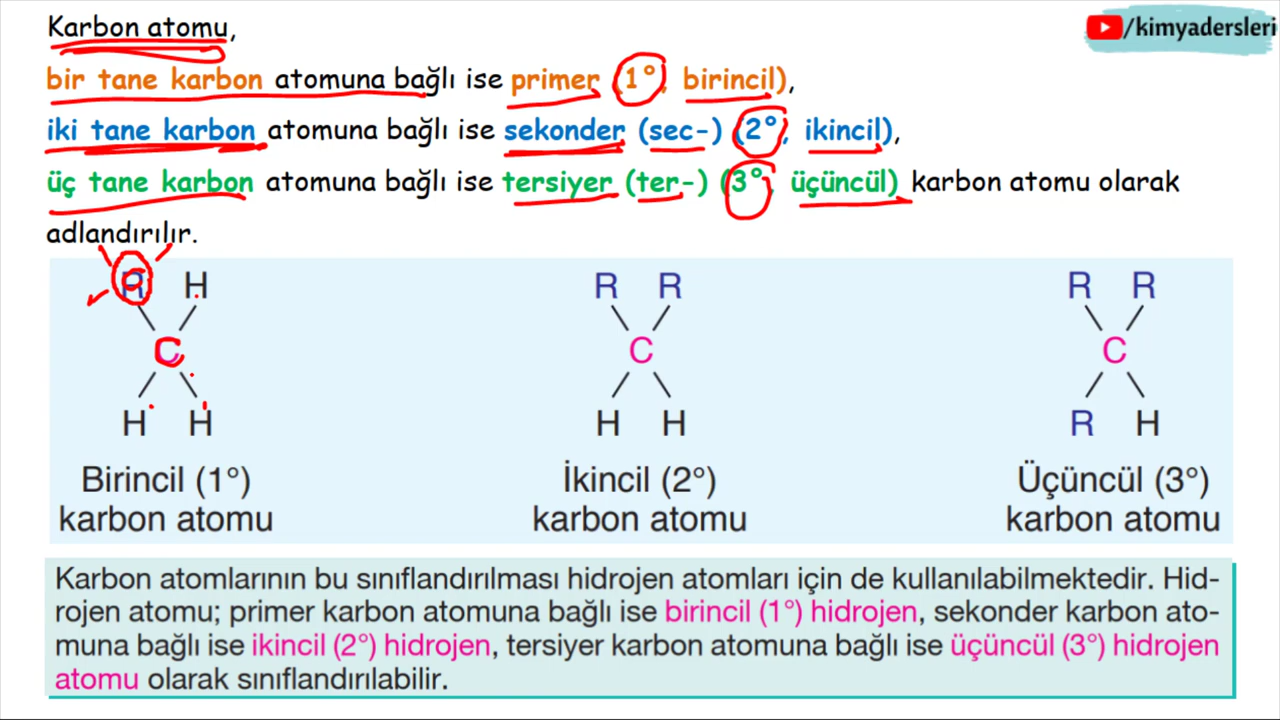 /kimyadersleri
Karbon atomu,
bir tane karbon atomuna bağlı ise primer (1°, birincil),
iki tane karbon atomuna bağlı ise sekonder (sec-) (2°, ikincil),
üç tane karbon atomuna bağlı ise tersiyer (ter-) (3°, üçüncül) karbon atomu olarak
adlandırılır.
R H R R R R
C C C
H H H H R H
Birincil (1°) İkincil (2°) Üçüncül (3°)
karbon atomu karbon atomu karbon atomu
Karbon atomlarının bu sınıflandırılması hidrojen atomları için de kullanılabilmektedir. Hid-
rojen atomu; primer karbon atomuna bağlı ise birincil (1°) hidrojen, sekonder karbon ato-
muna bağlı ise ikincil (2°) hidrojen, tersiyer karbon atomuna bağlı ise üçüncül (3°) hidrojen
atomu olarak sınıflandırılabilir.